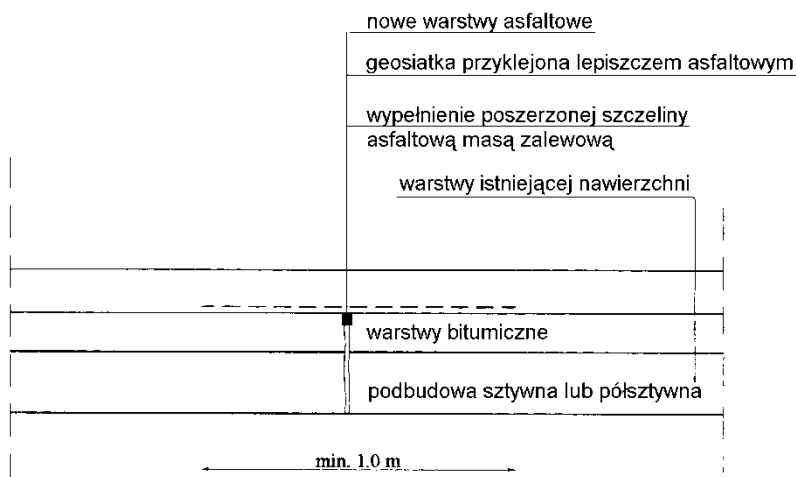 nowe warstwy asfaltowe
geosiatka przyklejona lepiszczem asfaltowym
wypełnienie poszerzonej szczeliny
asfaltową masą zalewową
warstwy istniejącej nawierzchni
warstwy bitumiczne
podbudowa sztywna lub półsztywna
min. 1.0 m